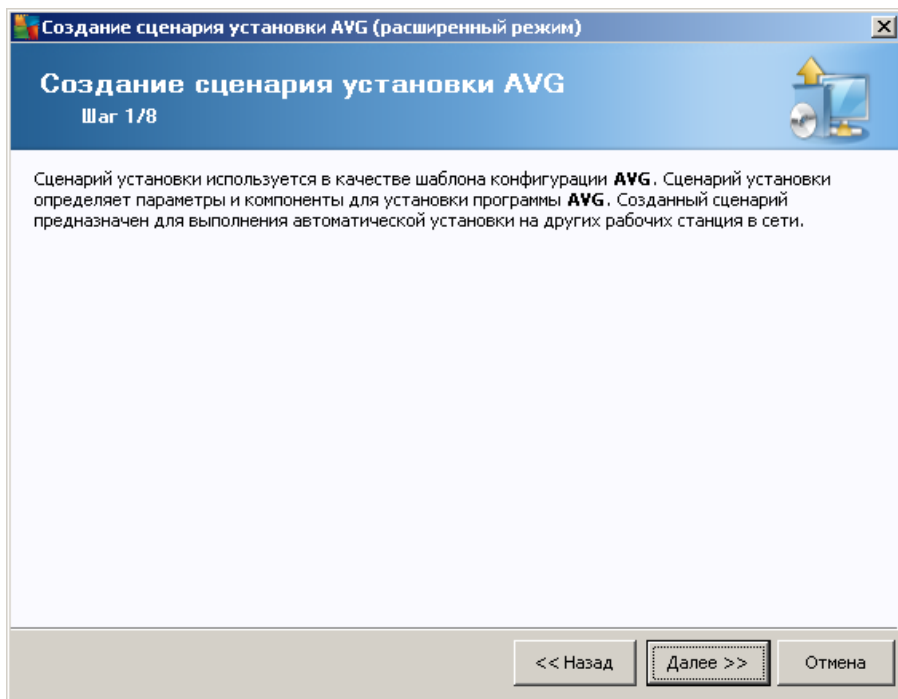 Создание сценария установки AVG (расширенный режим)
Создание сценария установки AVG
Шаг 1/8
Сценарий установки используется в качестве шаблона конфигурации AVG. Сценарий установки
определяет параметры и компоненты для установки программы AVG. Созданный сценарий
предназначен для выполнения автоматической установки на других рабочих станция в сети.
<< Назад
Далее >>
Отмена